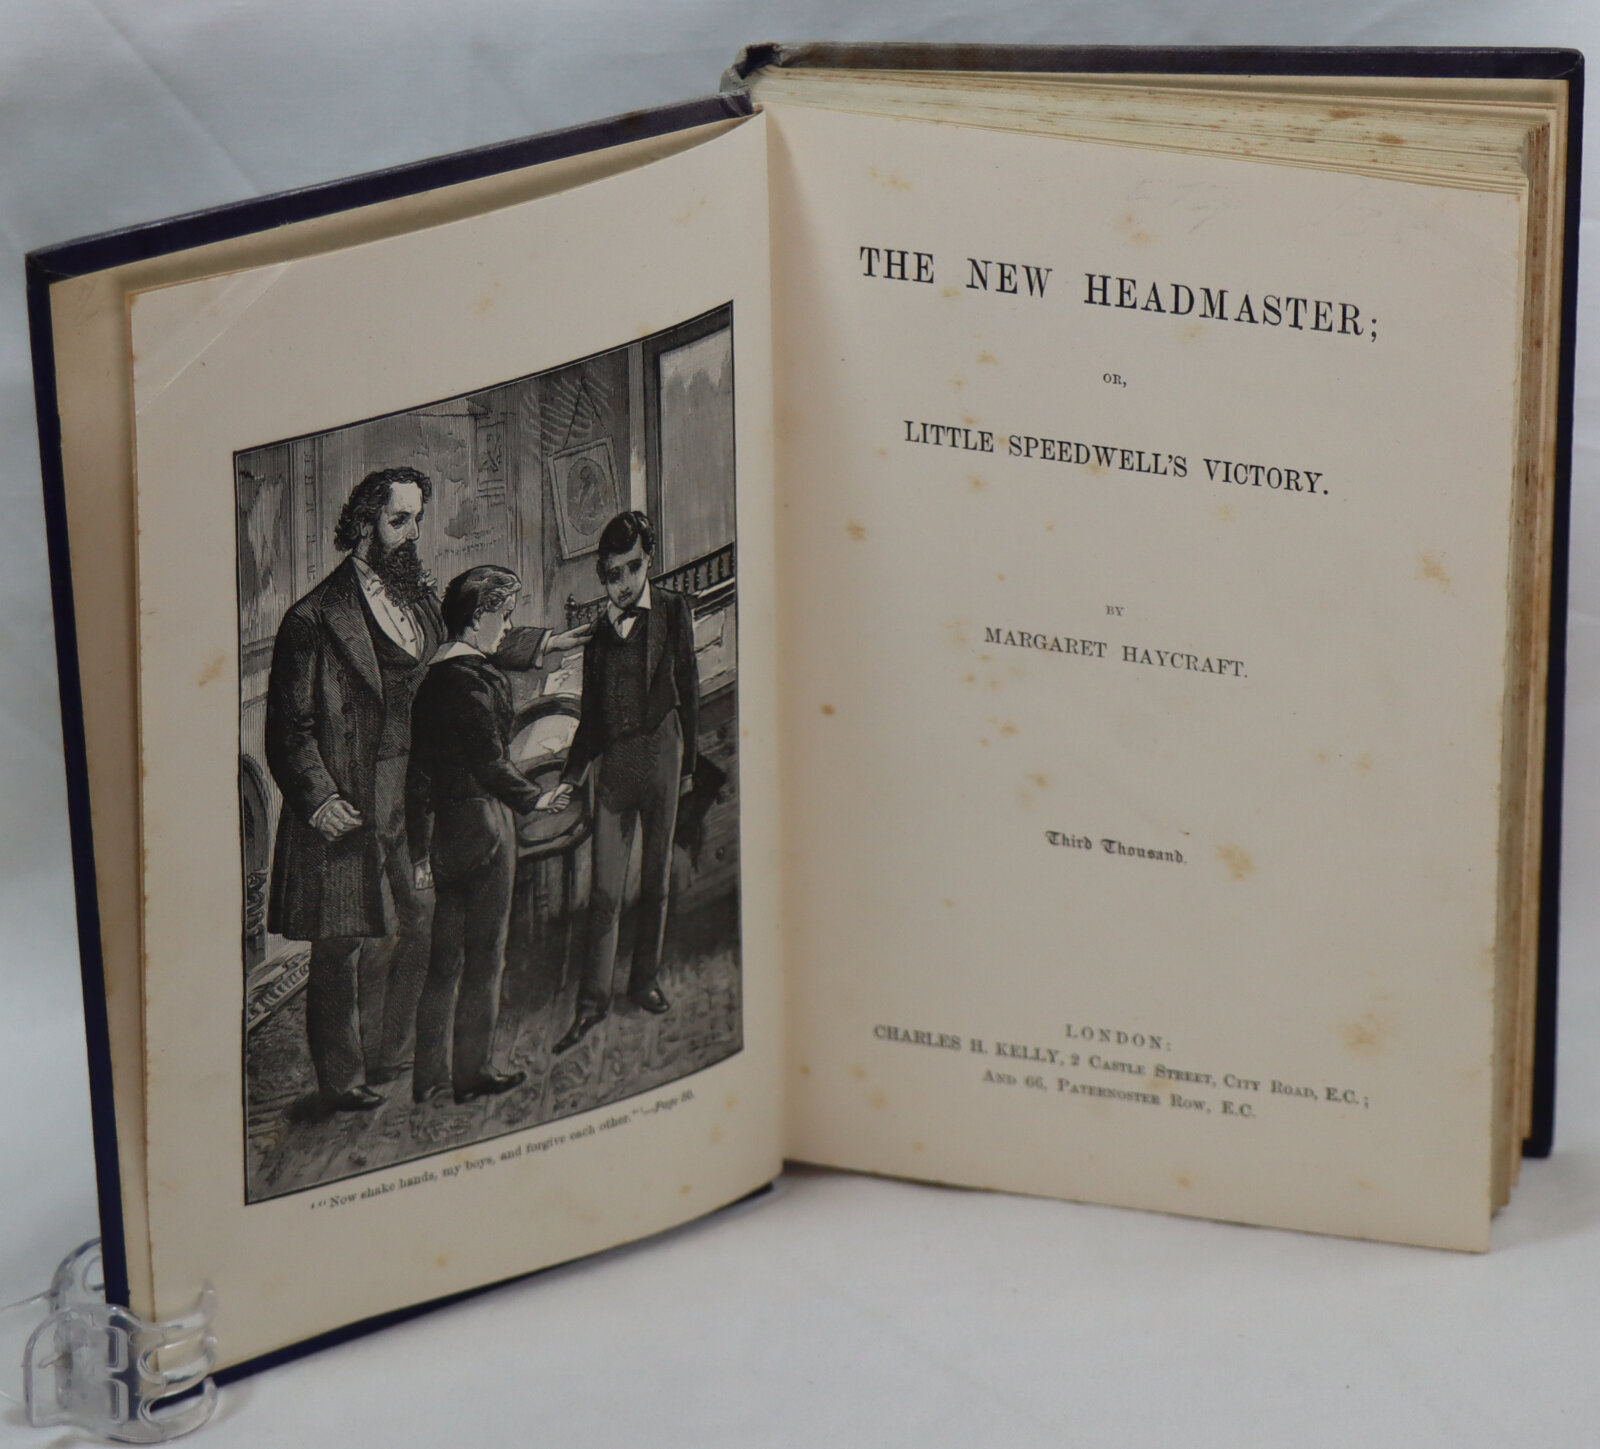 "'Now shake hands, my boys, and forgive each other.'"—Page 80.
THE NEW HEADMASTER;
OR,
LITTLE SPEEDWELL'S VICTORY.
BY
MARGARET HAYCRAFT.
Third Thousand.
LONDON:
CHARLES H. KELLY, 2 CASTLE STREET, CITY ROAD, E.C.;
AND 66, PATERNOSTER ROW, E.C.